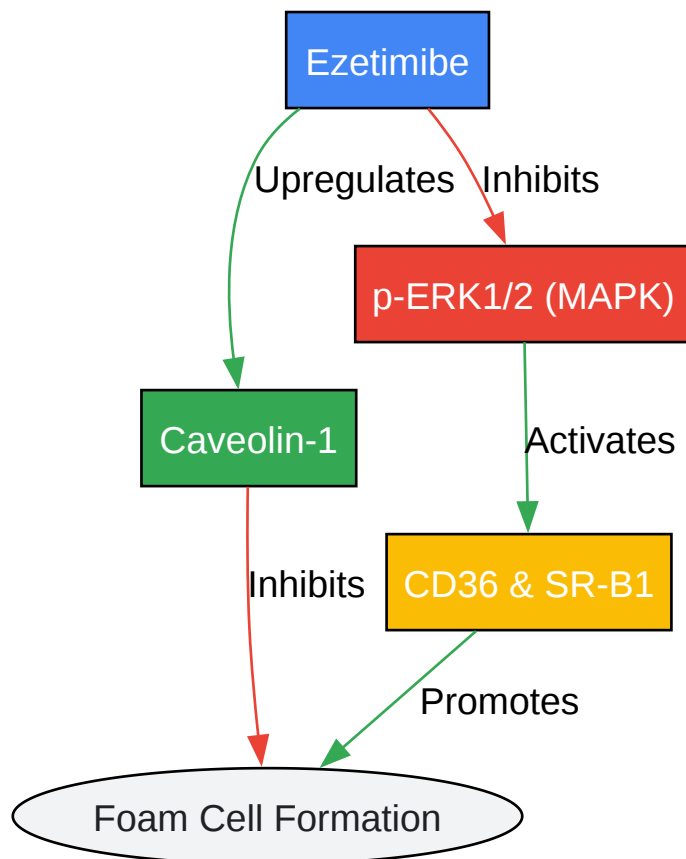 Ezetimibe
Upregulates
Inhibits
p-ERK1/2 (MAPK)
Caveolin-1
Activates
Inhibits
CD36 & SR-B1
Promotes
Foam Cell Formation